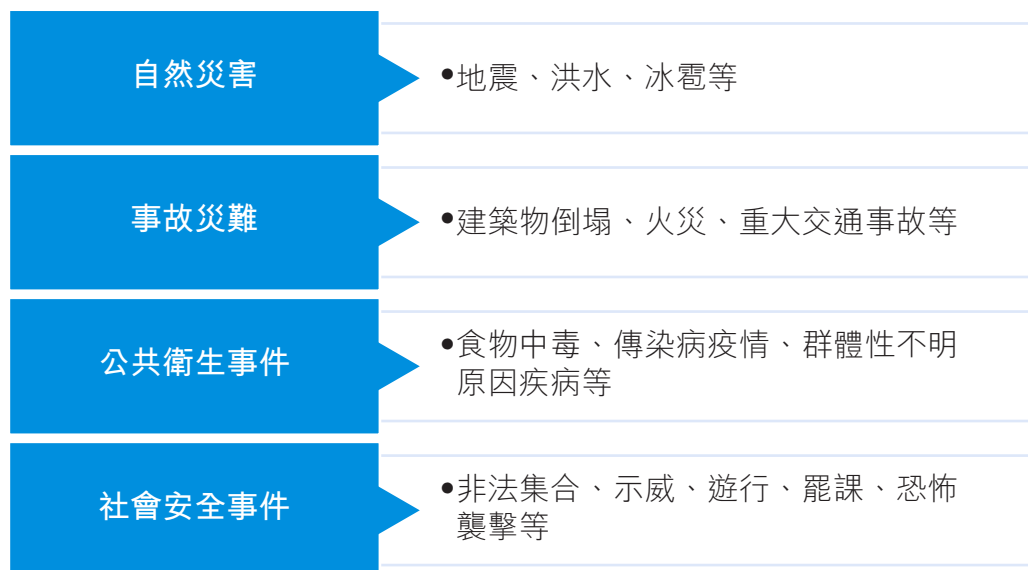 自然災害
•地震、洪水、冰雹等
事故災難
•建築物倒塌、火災、重大交通事故等
公共衛生事件
•食物中毒、傳染病疫情、群體性不明
原因疾病等
社會安全事件
•非法集合、示威、遊行、罷課、恐怖
襲擊等